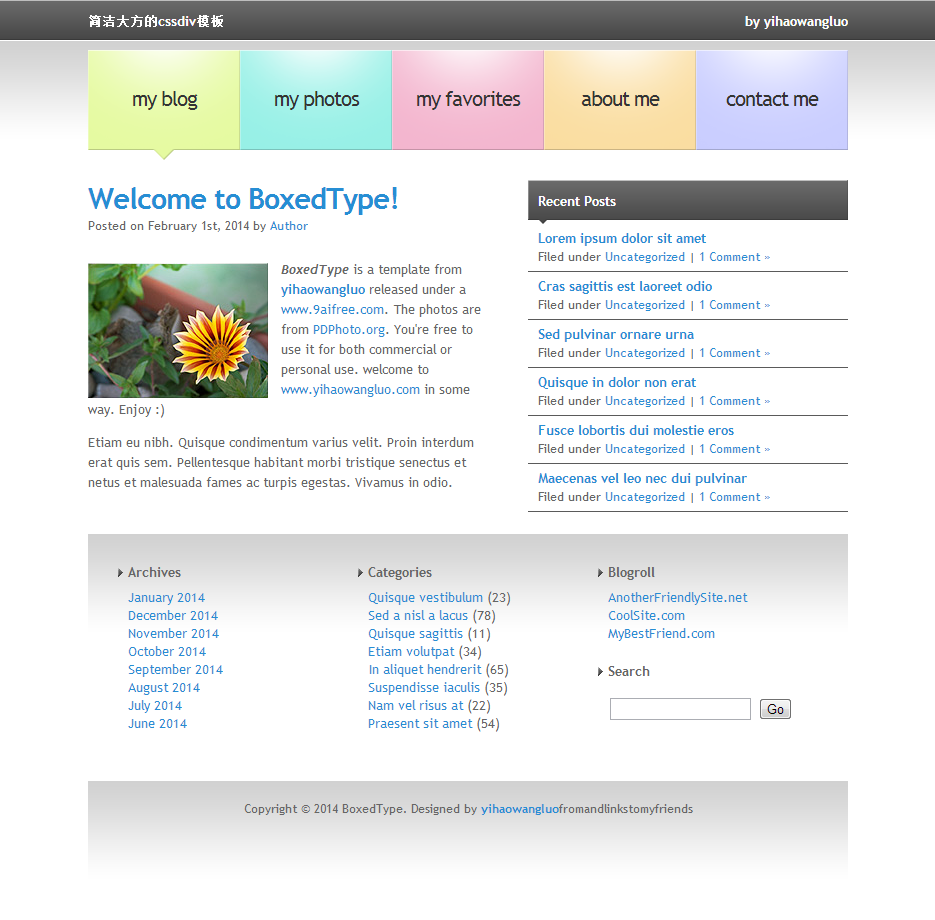 简洁大方的cssdiv模板
by yihaowangluo
my blog
my photos
my favorites
about me
contact me
Welcome to BoxedType!
Posted on February 1st, 2014 by Author
BoxedType is a template from
yihaowangluo released under a
www.9aifree.com. The photos are
from PDPhoto.org. You're free to
use it for both commercial or
personal use. welcome to
www.yihaowangluo.com in some
way. Enjoy :)
Etiam eu nibh. Quisque condimentum varius velit. Proin interdum
erat quis sem. Pellentesque habitant morbi tristique senectus et
netus et malesuada fames ac turpis egestas. Vivamus in odio.
Recent Posts
Lorem ipsum dolor sit amet
Filed under Uncategorized | 1 Comment »
Cras sagittis est laoreet odio
Filed under Uncategorized | 1 Comment »
Sed pulvinar ornare urna
Filed under Uncategorized | 1 Comment »
Quisque in dolor non erat
Filed under Uncategorized | 1 Comment »
Fusce lobortis dui molestie eros
Filed under Uncategorized | 1 Comment »
Maecenas vel leo nec dui pulvinar
Filed under Uncategorized | 1 Comment »
Archives
January 2014
December 2014
November 2014
October 2014
September 2014
August 2014
July 2014
June 2014
Categories
Quisque vestibulum (23)
Sed a nisl a lacus (78)
Quisque sagittis (11)
Etiam volutpat (34)
In aliquet hendrerit (65)
Suspendisse iaculis (35)
Nam vel risus at (22)
Praesent sit amet (54)
Blogroll
AnotherFriendlySite.net
CoolSite.com
MyBestFriend.com
Search
Go
Copyright © 2014 BoxedType. Designed by yihaowangluofromandlinkstomyfriends